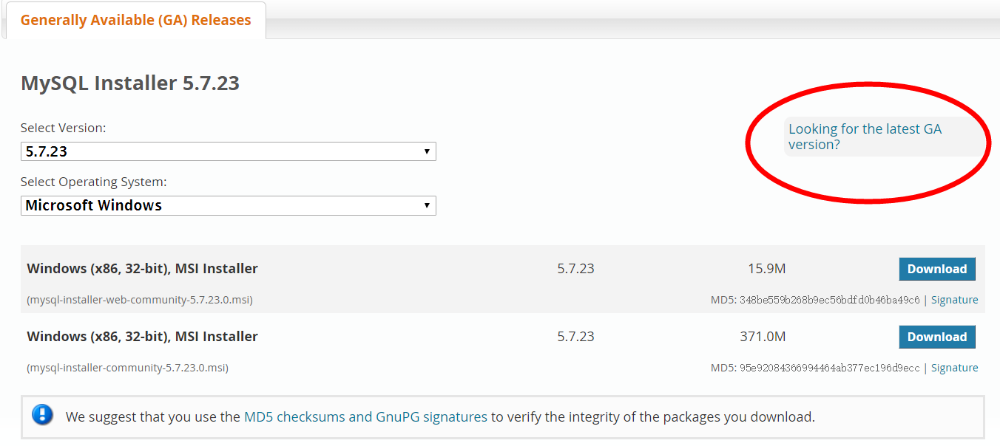 Generally Available (GA) Releases
MySQL Installer 5.7.23
Select Version:
5.7.23
Looking for the latest GA
version?
Select Operating System:
Microsoft Windows
Windows (x86, 32-bit), MSI Installer 5.7.23 15.9M Download
(mysql-installer-web-community-5.7.23.0.msi) MD5: 348be559b268b9ec56bdfd0b46ba49c6 | Signature
Windows (x86, 32-bit), MSI Installer 5.7.23 371.0M Download
(mysql-installer-community-5.7.23.0.msi) MD5: 95e92084366994464ab377ec196d9ecc | Signature
We suggest that you use the MD5 checksums and GnuPG signatures to verify the integrity of the packages you download.